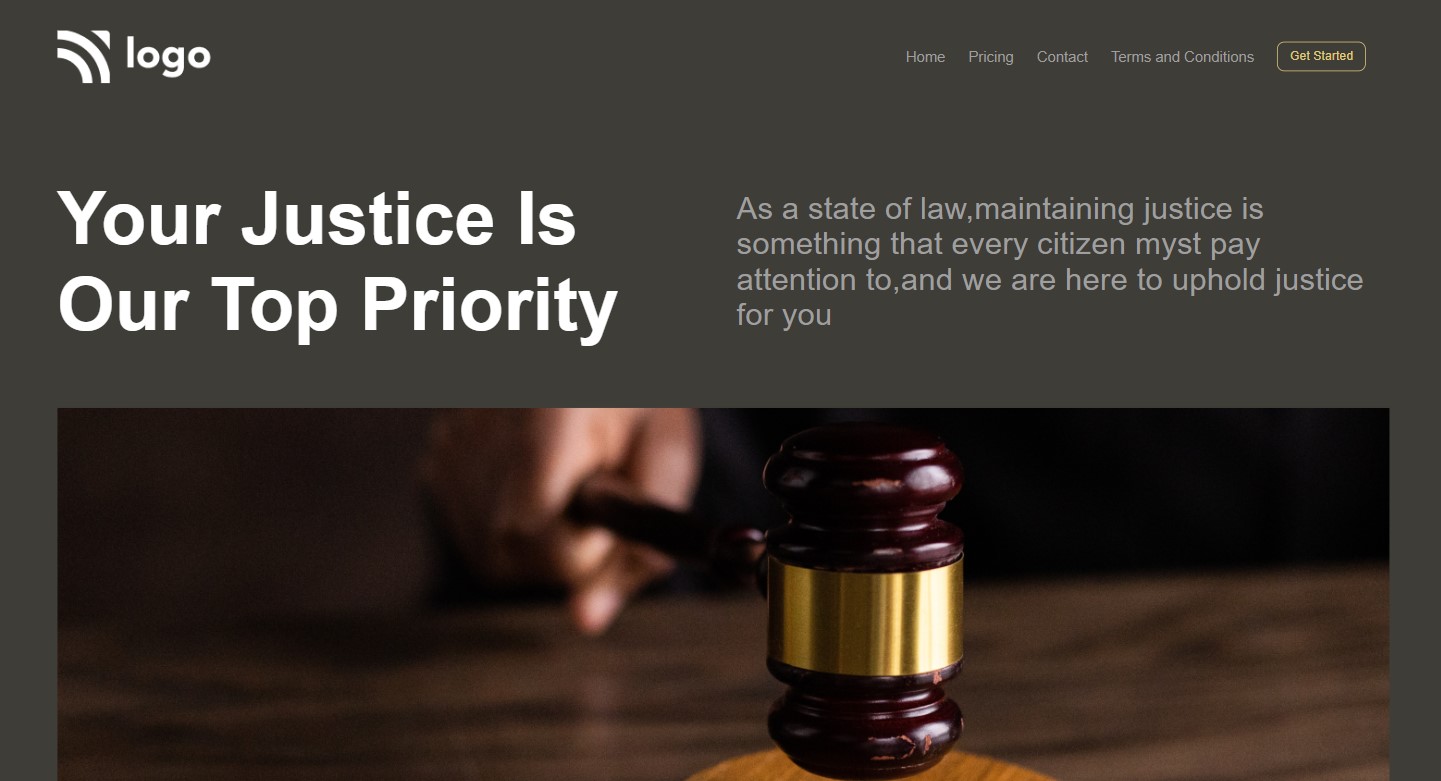 logo
Home Pricing Contact Terms and Conditions Get Started
Your Justice Is
Our Top Priority
As a state of law,maintaining justice is
something that every citizen myst pay
attention to,and we are here to uphold justice
for you